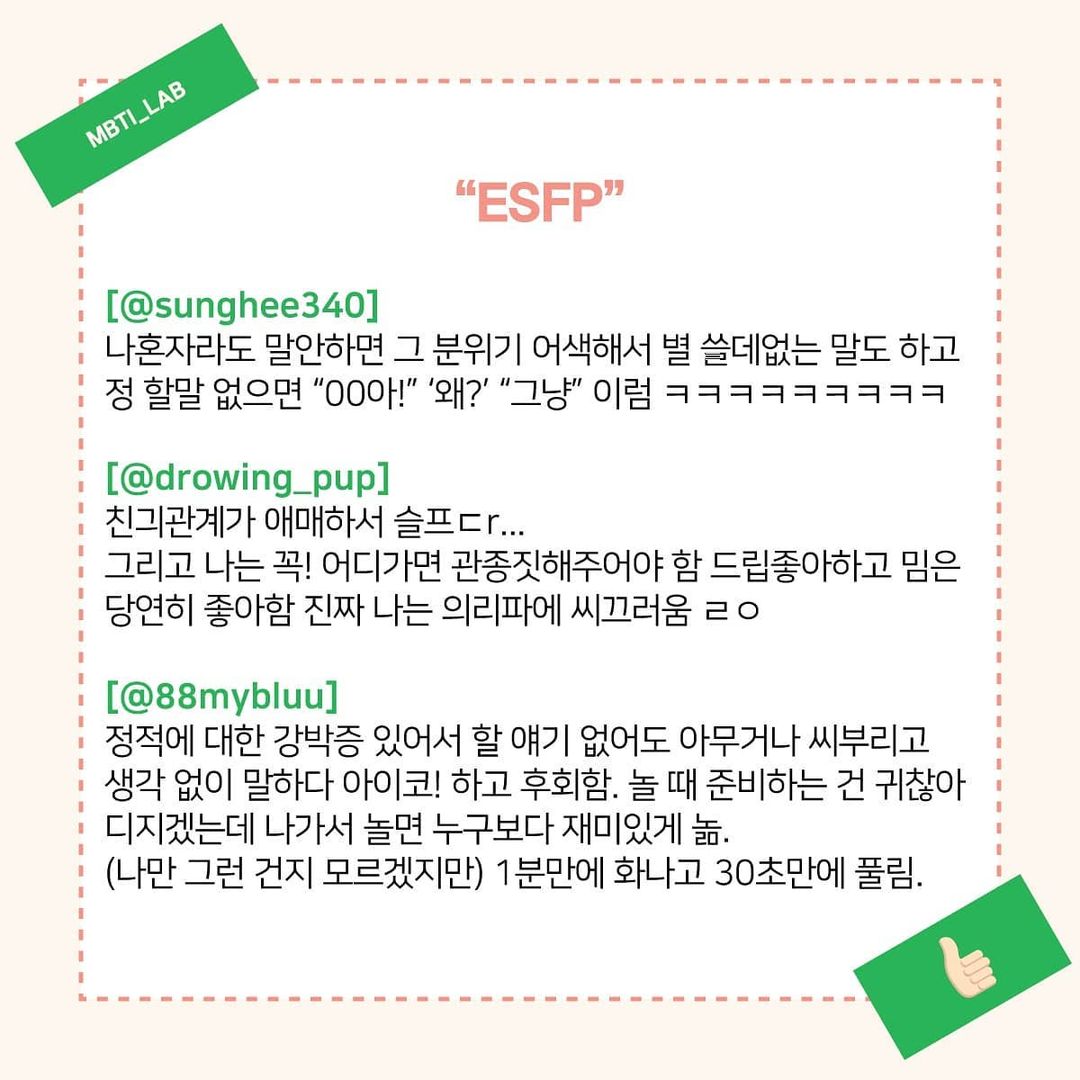 MBTI_LAB
“ESFP”
[@sunghee340]
나혼자라도 말안하면 그 분위기 어색해서 별 쓸데없는 말도 하고
정 할말 없으면 “00아!” ‘왜?’ “그냥” 이럼 ㅋㅋㅋㅋㅋㅋㅋㅋㅋ
[@drowing_pup]
친긔관계가 애매하서 슬프ㄷr...
그리고 나는 꼭! 어디가면 관종짓해주어야 함 드립좋아하고 밈은
당연히 좋아함 진짜 나는 의리파에 씨끄러움 ㄹㅇ
[@88mybluu]
정적에 대한 강박증 있어서 할 얘기 없어도 아무거나 씨부리고
생각 없이 말하다 아이코! 하고 후회함. 놀 때 준비하는 건 귀찮아
디지겠는데 나가서 놀면 누구보다 재미있게 놂.
(나만 그런 건지 모르겠지만) 1분만에 화나고 30초만에 풀림.